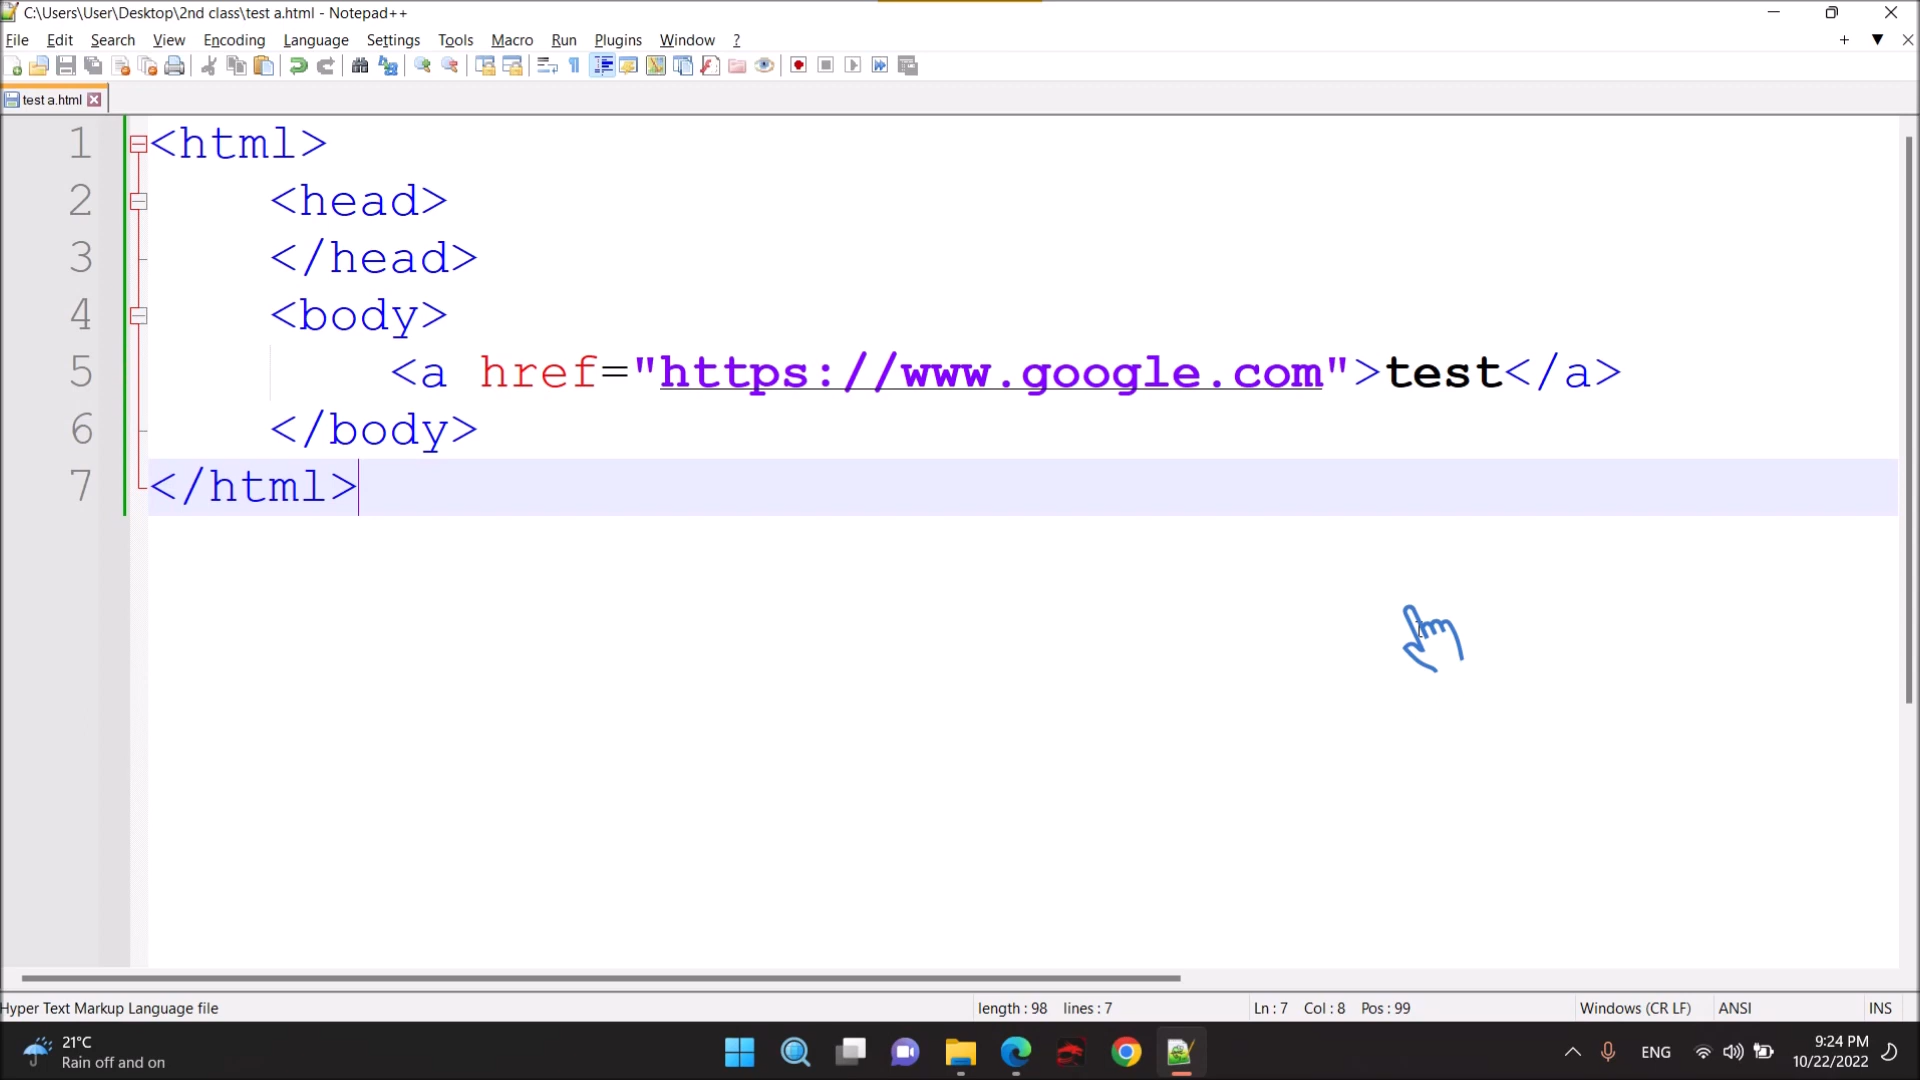 C:\Users\User\Desktop\2nd class\test a.html - Notepad++
File Edit Search View Encoding Language Settings Tools Macro Run Plugins Window ?
test a.html
1 <html>
2 <head>
3 </head>
4 <body>
5 <a href="https://www.google.com">test</a>
6 </body>
7 </html>
Hyper Text Markup Language file length : 98 lines : 7 Ln : 7 Col : 8 Pos : 99 Windows (CR LF) ANSI INS
21°C
Rain off and on
ENG
9:24 PM
10/22/2022